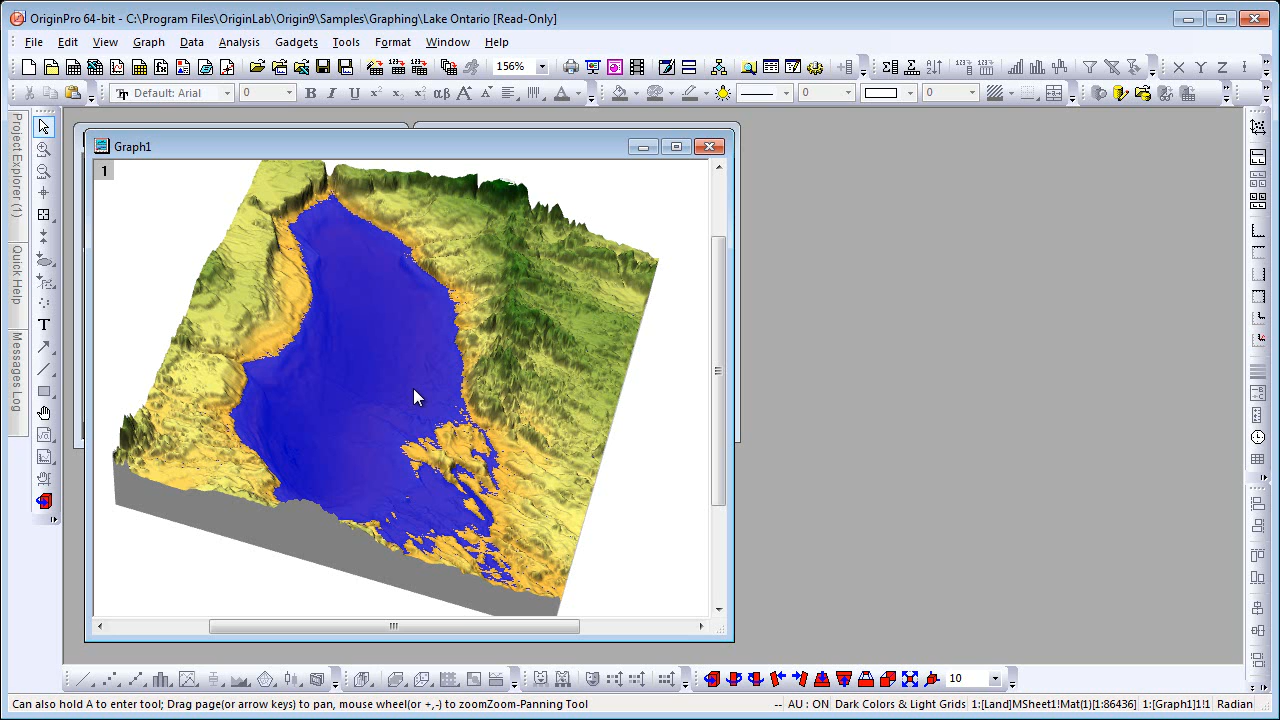 OriginPro 64-bit - C:\Program Files\OriginLab\Origin9\Samples\Graphing\Lake Ontario [Read-Only]
File Edit View Graph Data Analysis Gadgets Tools Format Window Help
156%
Default: Arial 0 B I U 0 0
Project Explorer (1)
Quick Help
Messages Log
Graph1
1
T
10
Can also hold A to enter tool; Drag page(or arrow keys) to pan, mouse wheel(or +,-) to zoomZoom-Panning Tool -- AU : ON Dark Colors & Light Grids 1:[Land]MSheet1!Mat(1)[1:86436] 1:[Graph1]1!1 Radian